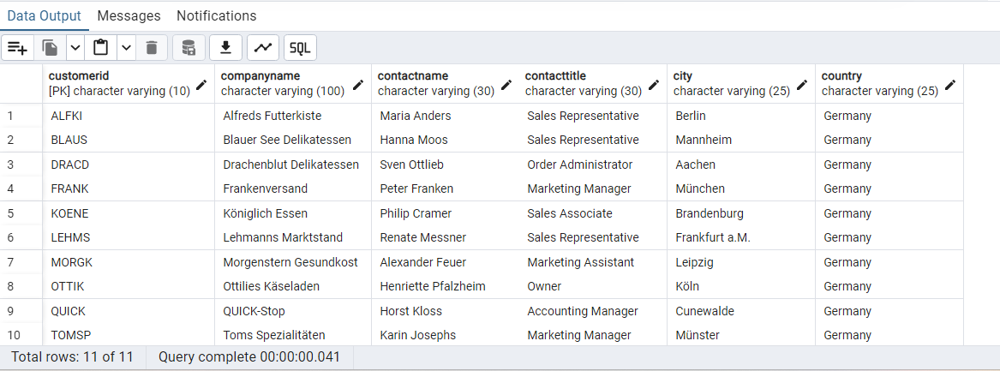 Data Output Messages Notifications
SQL
customerid companyname contactname contacttitle city country
[PK] character varying (10) character varying (100) character varying (30) character varying (30) character varying (25) character varying (25)
1 ALFKI Alfreds Futterkiste Maria Anders Sales Representative Berlin Germany
2 BLAUS Blauer See Delikatessen Hanna Moos Sales Representative Mannheim Germany
3 DRACD Drachenblut Delikatessen Sven Ottlieb Order Administrator Aachen Germany
4 FRANK Frankenversand Peter Franken Marketing Manager München Germany
5 KOENE Königlich Essen Philip Cramer Sales Associate Brandenburg Germany
6 LEHMS Lehmanns Marktstand Renate Messner Sales Representative Frankfurt a.M. Germany
7 MORGK Morgenstern Gesundkost Alexander Feuer Marketing Assistant Leipzig Germany
8 OTTIK Ottilies Käseladen Henriette Pfalzheim Owner Köln Germany
9 QUICK QUICK-Stop Horst Kloss Accounting Manager Cunewalde Germany
10 TOMSP Toms Spezialitäten Karin Josephs Marketing Manager Münster Germany
Total rows: 11 of 11 Query complete 00:00:00.041